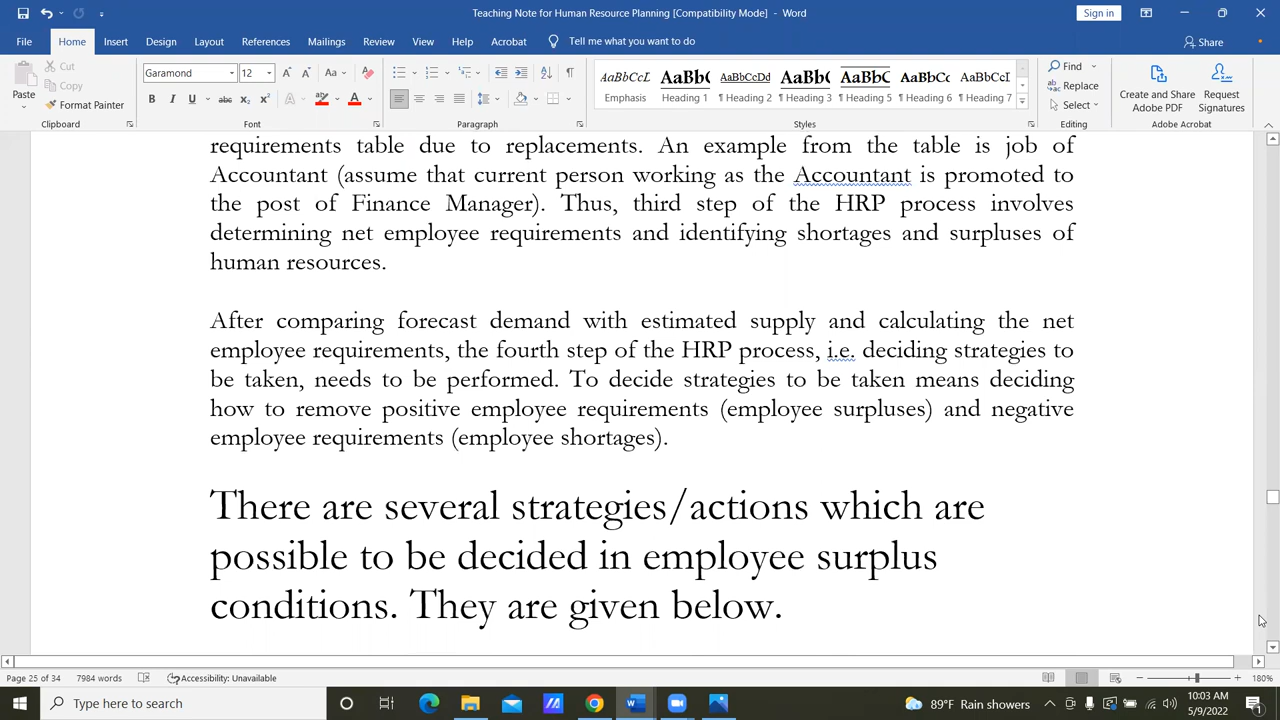 Teaching Note for Human Resource Planning [Compatibility Mode] - Word
Sign in
File Home Insert Design Layout References Mailings Review View Help Acrobat Tell me what you want to do Share
Paste
Cut
Copy
Format Painter
Clipboard
Garamond 12
Font
Paragraph
AaBbCcL Emphasis
AaBb( Heading 1
AaBbCcDd ¶ Heading 2
AaBb( ¶ Heading 3
AaBbC ¶ Heading 5
AaBbCc ¶ Heading 6
AaBbCcI ¶ Heading 7
Styles
Find
Replace
Select
Editing
Create and Share Adobe PDF
Request Signatures
Adobe Acrobat
requirements table due to replacements. An example from the table is job of
Accountant (assume that current person working as the Accountant is promoted to
the post of Finance Manager). Thus, third step of the HRP process involves
determining net employee requirements and identifying shortages and surpluses of
human resources.
After comparing forecast demand with estimated supply and calculating the net
employee requirements, the fourth step of the HRP process, i.e. deciding strategies to
be taken, needs to be performed. To decide strategies to be taken means deciding
how to remove positive employee requirements (employee surpluses) and negative
employee requirements (employee shortages).
There are several strategies/actions which are
possible to be decided in employee surplus
conditions. They are given below.
Page 25 of 34 7984 words Accessibility: Unavailable 180%
Type here to search
89°F Rain showers
10:03 AM
5/9/2022